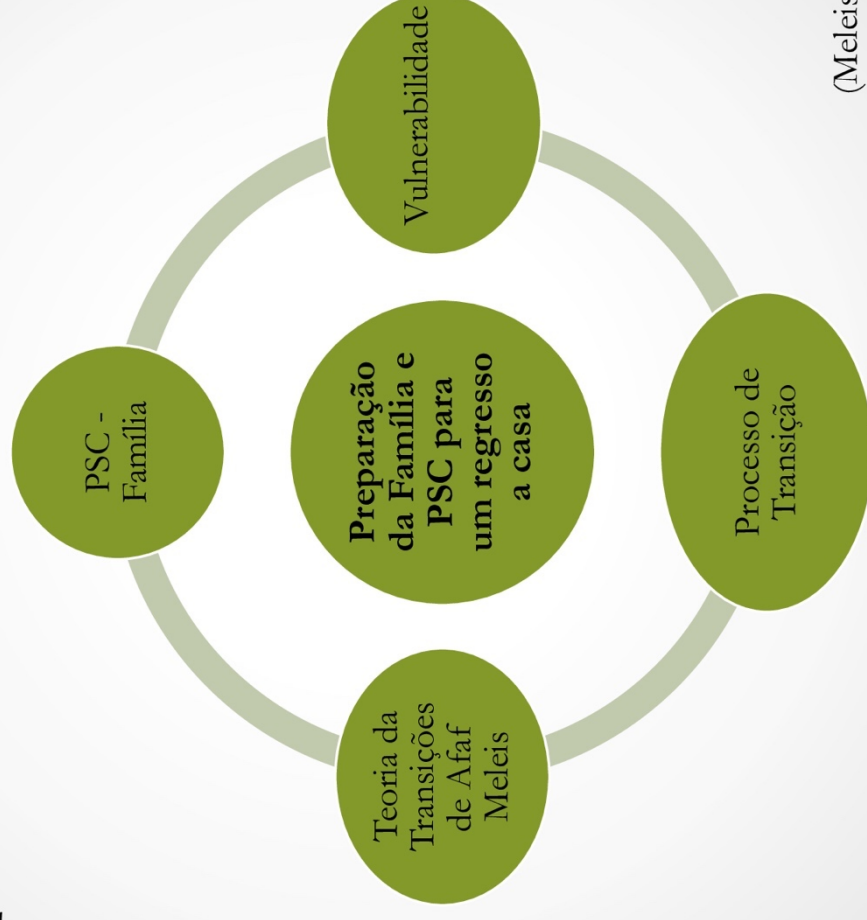 PSC -
Família
Vulnerabilidade
Preparação
da Família e
PSC para
um regresso
a casa
Processo de
Transição
Teoria da
Transições
de Afaf
Meleis
(Meleis